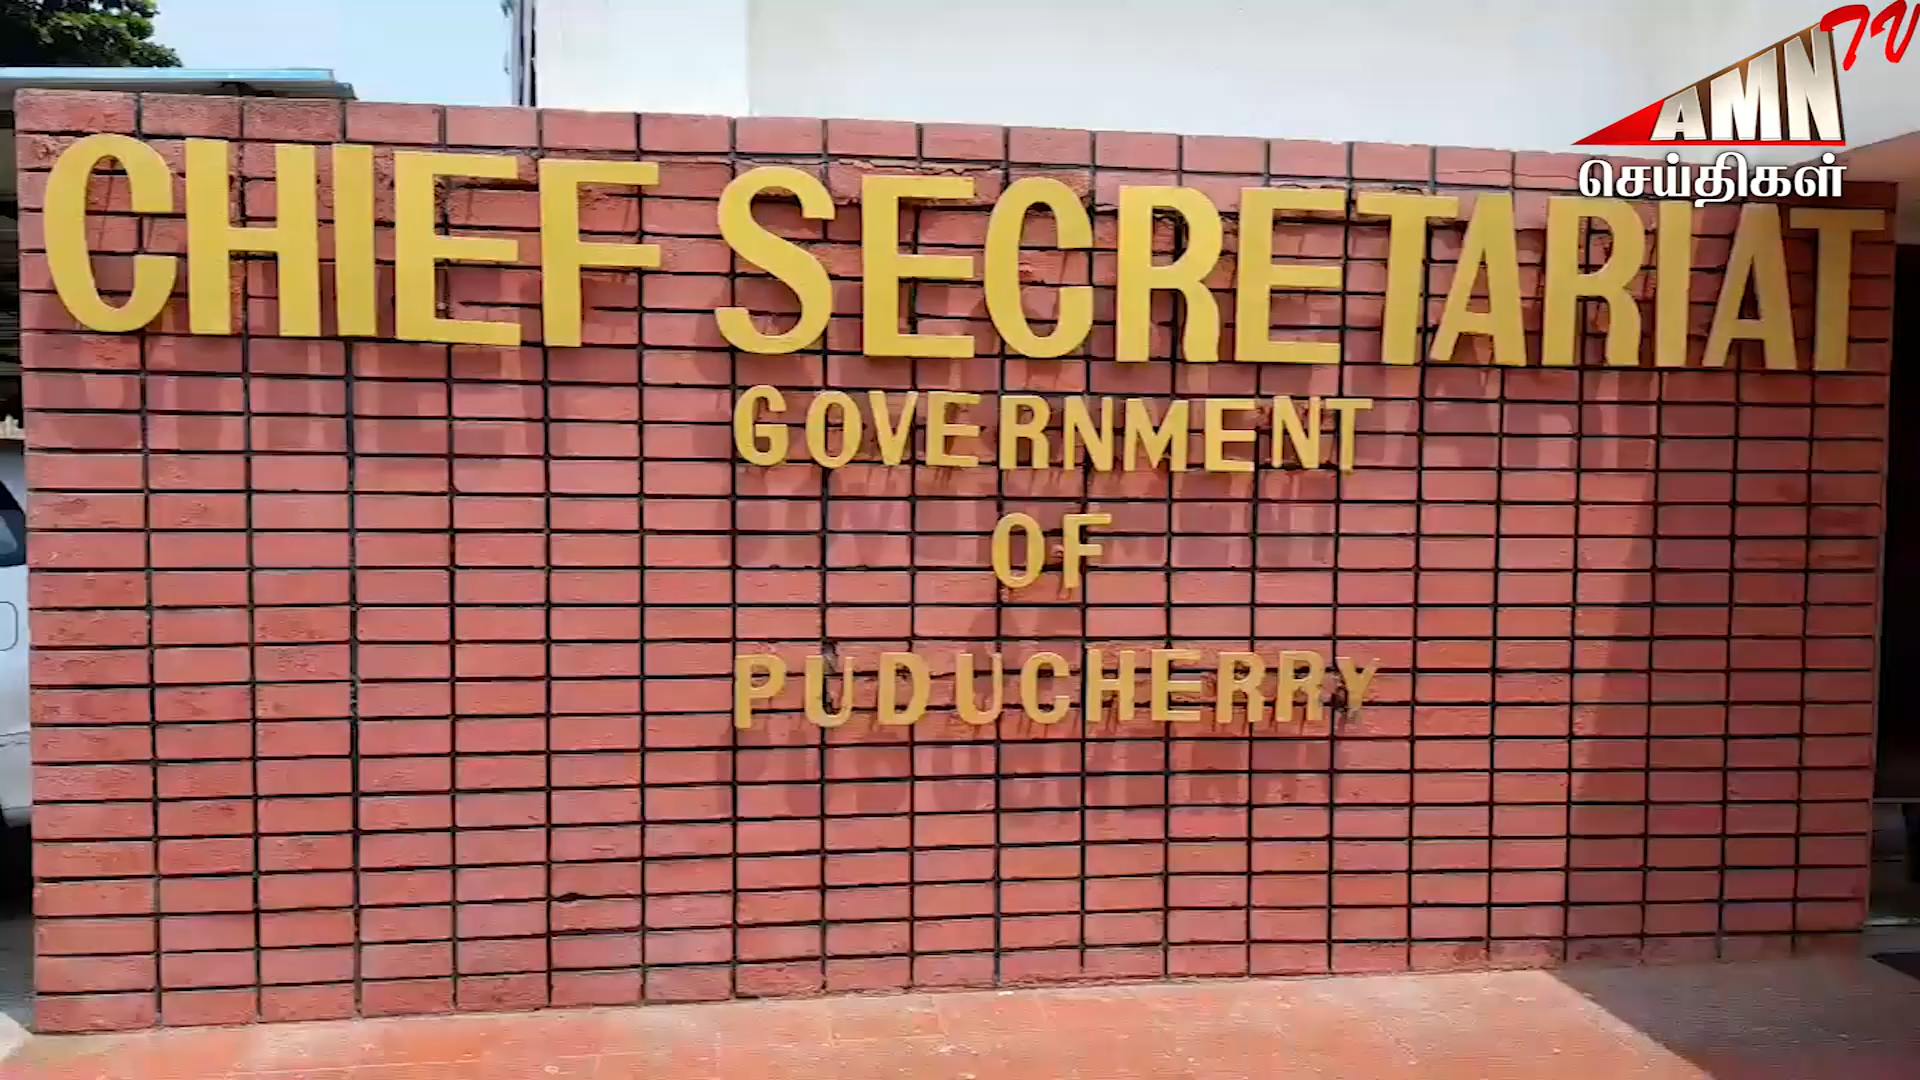 AMN TV
செய்திகள்
CHIEF SECRETARIAT
GOVERNMENT
OF
PUDUCHERRY